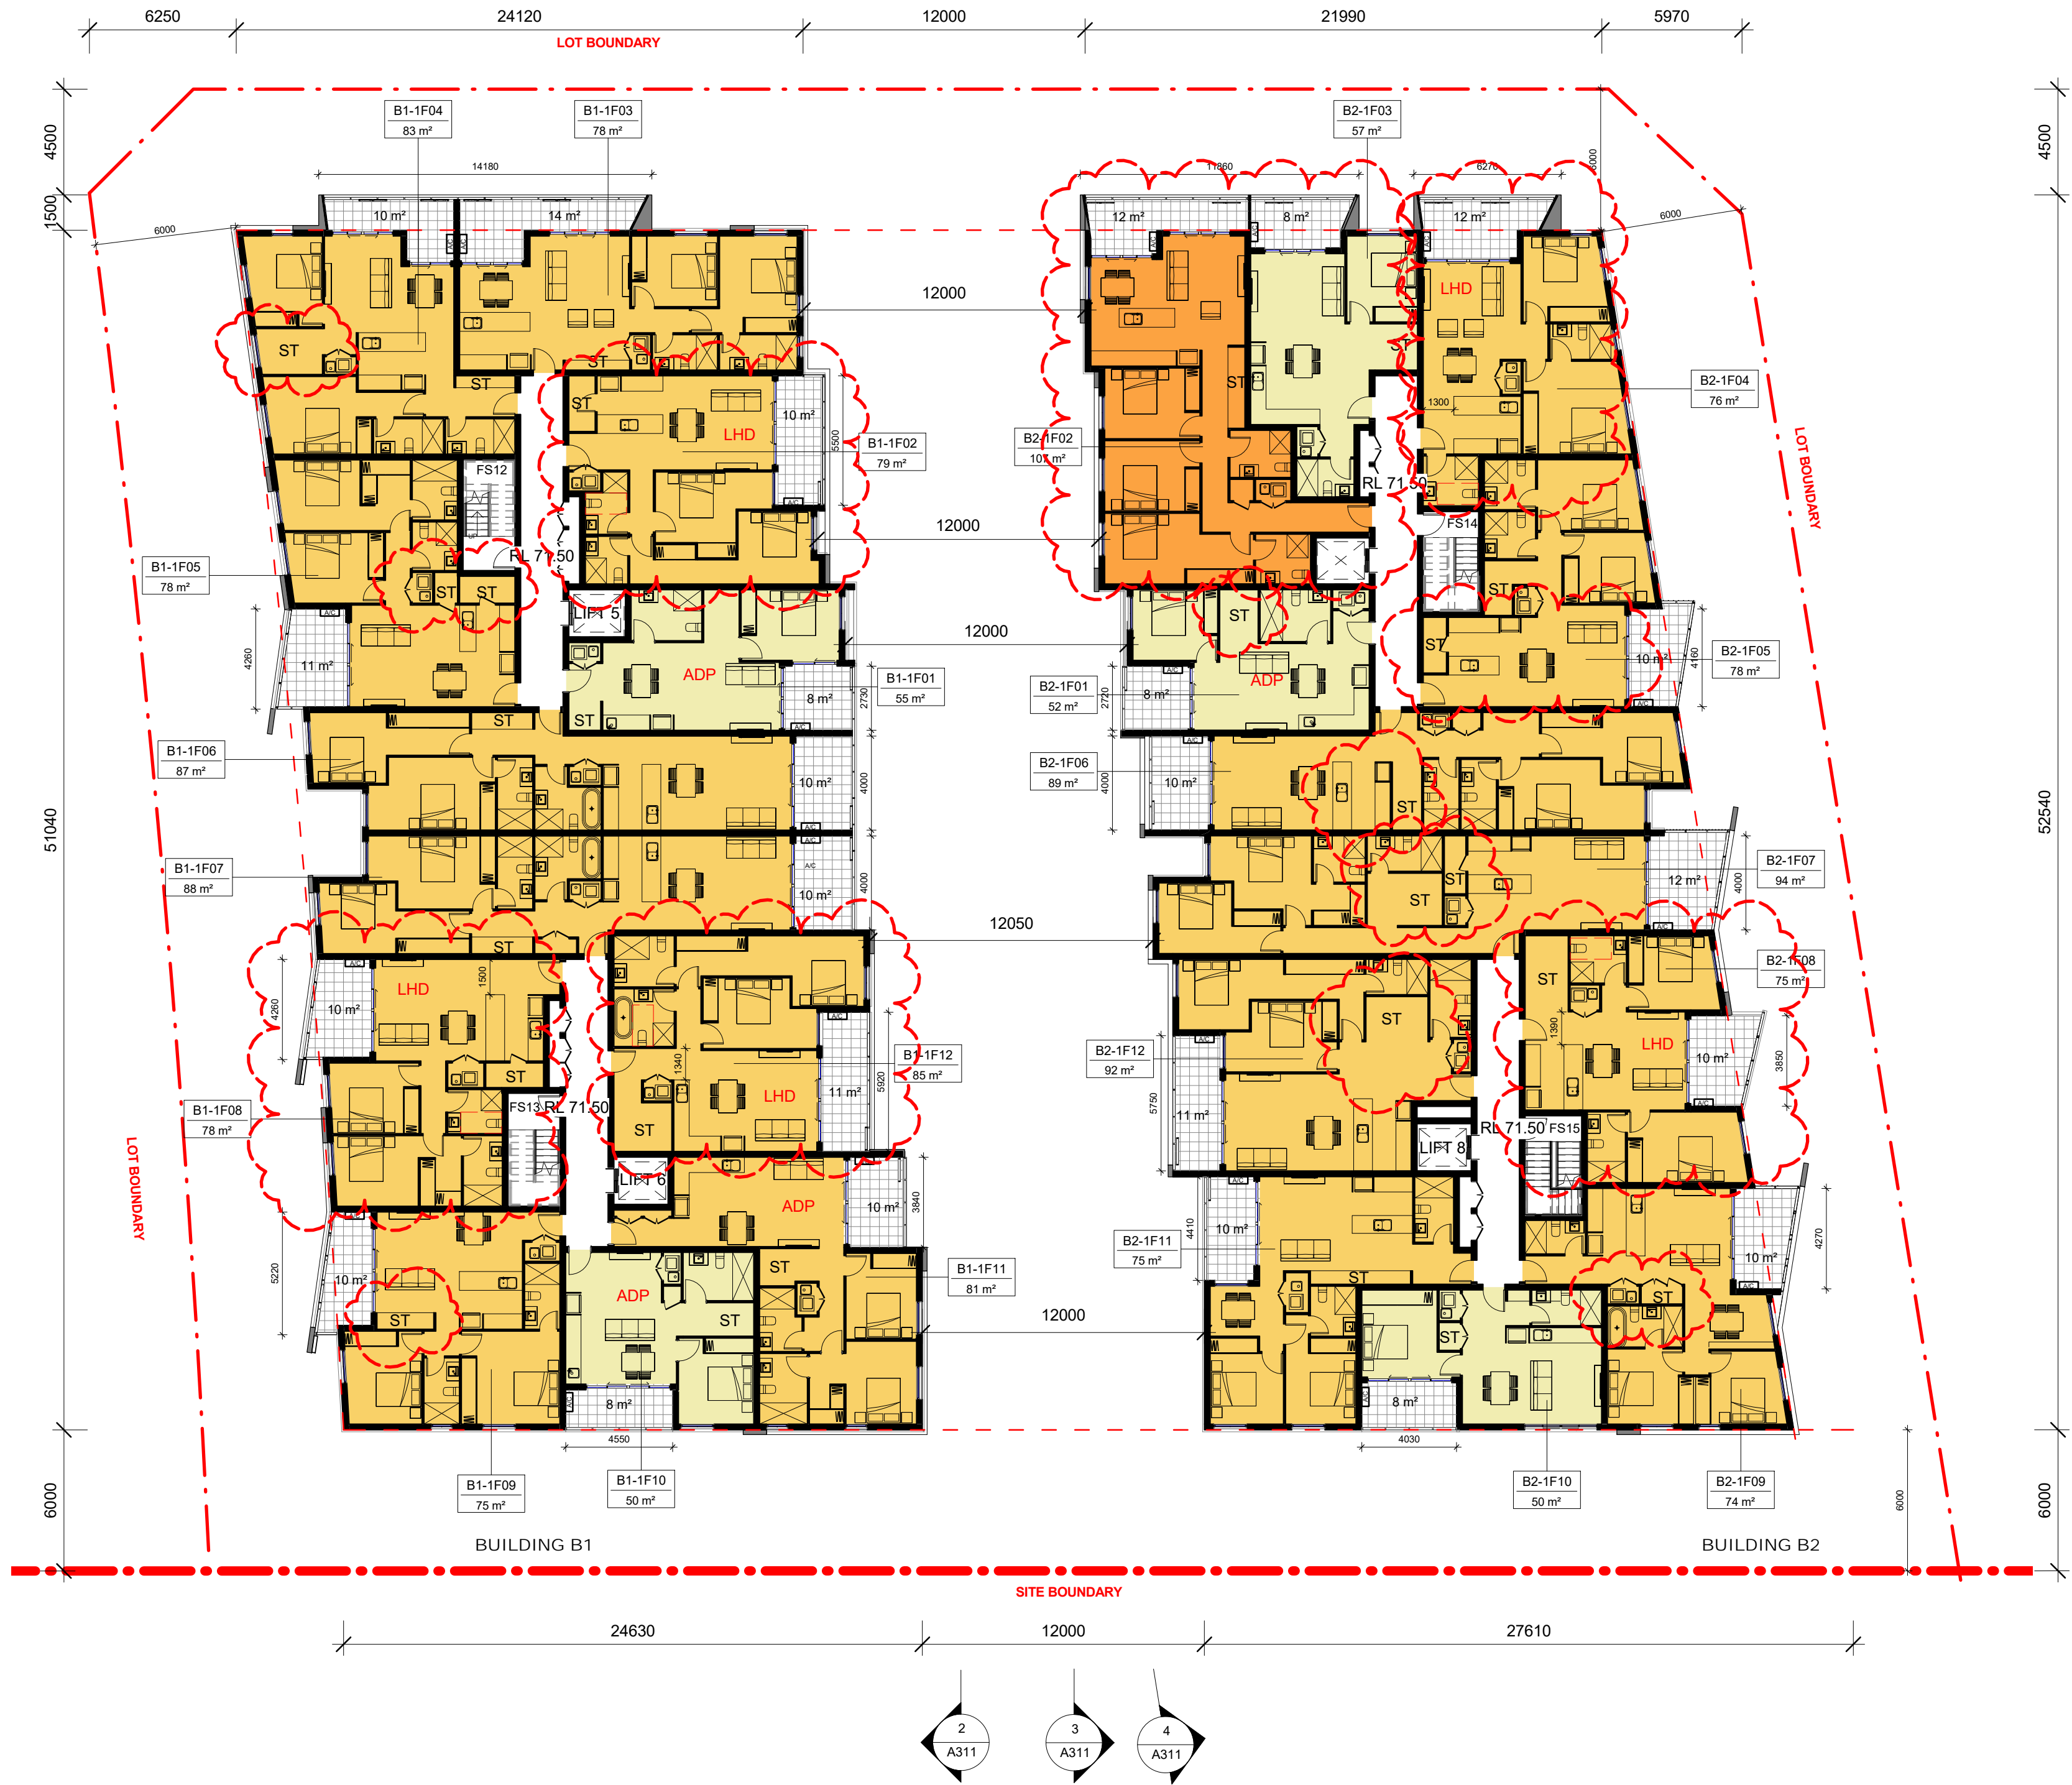 6250
24120
12000
21990
5970
LOT BOUNDARY
4500
4500
B1-1F04
83 m²
B1-1F03
78 m²
B2-1F03
57 m²
14180
11860
6270
6000
1500
6000
6000
10 m²
14 m²
12 m²
8 m²
12 m²
A/C
A/C
A/C
A/C
A/C
12000
LHD
ST
ST
ST
ST
ST
ST
B2-1F04
76 m²
1300
10 m²
5500
LHD
B1-1F02
79 m²
B2-1F02
107 m²
LOT BOUNDARY
A/C
FS12
RL 71.50
FS14
UP
RL 71.50
12000
B1-1F05
78 m²
ST
ST
ST
A/C
LIFT 5
ST
12000
ST
4260
11 m²
ADP
8 m²
2730
B1-1F01
55 m²
B2-1F01
52 m²
2720
8 m²
A/C
ADP
10 m²
4160
B2-1F05
78 m²
ST
A/C
A/C
ST
B1-1F06
87 m²
10 m²
4000
A/C
B2-1F06
89 m²
4000
A/C
10 m²
ST
51040
52540
B1-1F07
88 m²
A/C
A/C
10 m²
4000
ST
ST
12 m²
4000
B2-1F07
94 m²
A/C
ST
12050
A/C
4260
10 m²
LHD
1500
ST
B2-1F08
75 m²
A/C
ST
ST
1390
LHD
10 m²
3850
A/C
1340
11 m²
5920
LHD
B1-1F12
85 m²
B2-1F12
92 m²
A/C
5750
11 m²
B1-1F08
78 m²
FS13
RL 71.50
ST
RL 71.50
FS15
LIFT 8
LOT BOUNDARY
LIFT 6
ADP
10 m²
3840
A/C
4410
10 m²
10 m²
4270
A/C
A/C
5220
10 m²
ST
ADP
ST
ST
B1-1F11
81 m²
B2-1F11
75 m²
ST
ST
ST
12000
A/C
8 m²
A/C
8 m²
4550
4030
B1-1F09
75 m²
B1-1F10
50 m²
B2-1F10
50 m²
B2-1F09
74 m²
6000
6000
6000
BUILDING B1
BUILDING B2
SITE BOUNDARY
24630
12000
27610
2
A311
3
A311
4
A311